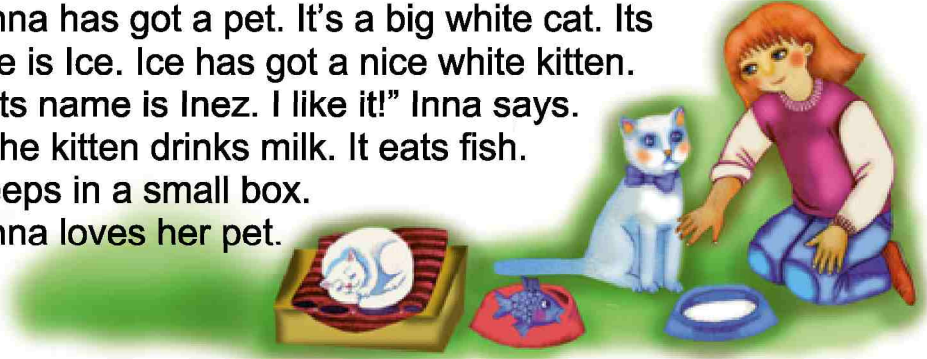 nna has got a pet. It's a big white cat. Its
e is Ice. Ice has got a nice white kitten.
ts name is Inez. I like it!” Inna says.
he kitten drinks milk. It eats fish.
eeps in a small box.
nna loves her pet.